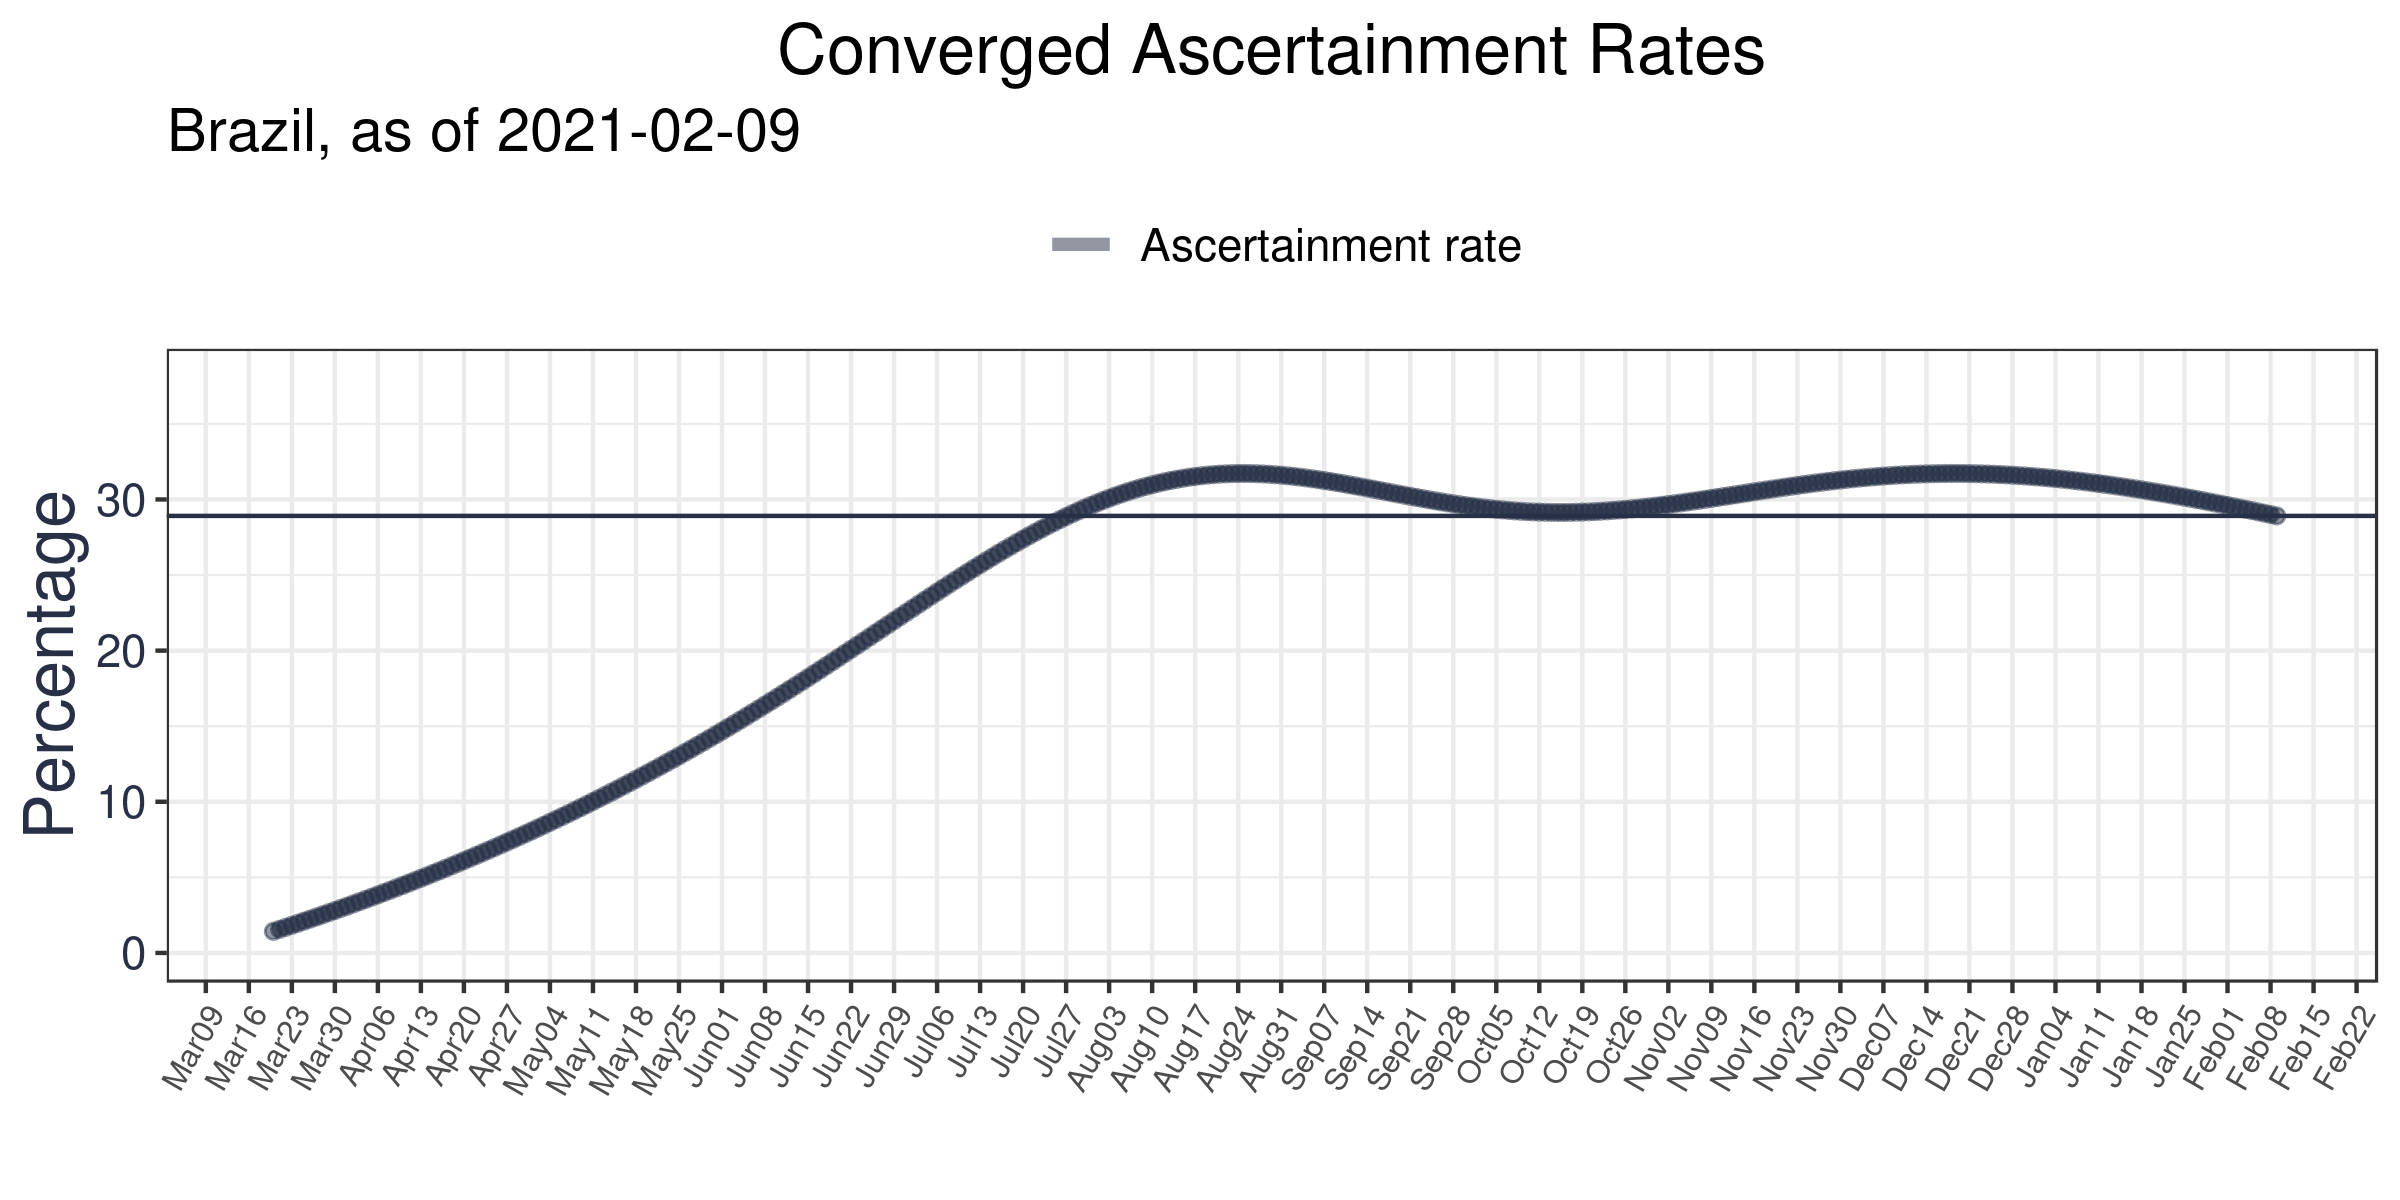 Converged Ascertainment Rates
Brazil, as of 2021-02-09
Ascertainment rate
Percentage
30
20
10
0
Mar09
Mar16
Mar23
Mar30
Apr06
Apr13
Apr20
Apr27
May04
May11
May18
May25
Jun01
Jun08
Jun15
Jun22
Jun29
Jul06
Jul13
Jul20
Jul27
Aug03
Aug10
Aug17
Aug24
Aug31
Sep07
Sep14
Sep21
Sep28
Oct05
Oct12
Oct19
Oct26
Nov02
Nov09
Nov16
Nov23
Nov30
Dec07
Dec14
Dec21
Dec28
Jan04
Jan11
Jan18
Jan25
Feb01
Feb08
Feb15
Feb22